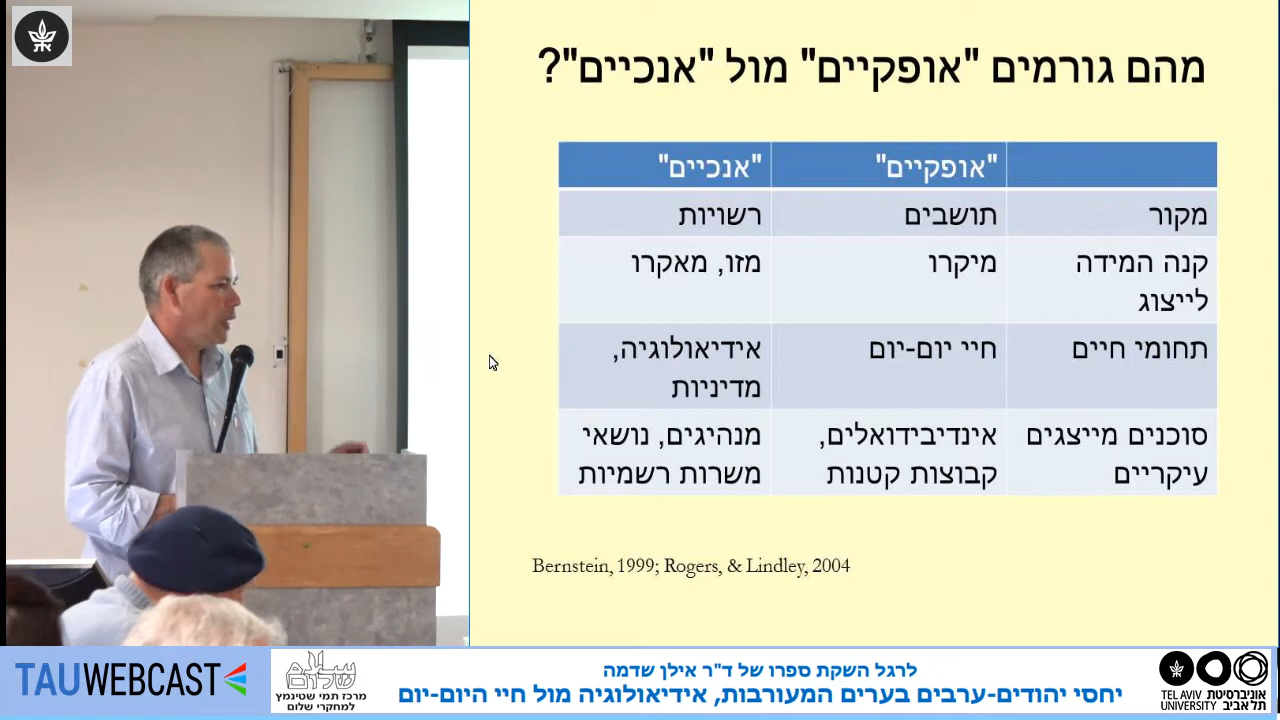 מהם גורמים "אופקיים" מול "אנכיים"?
"אופקיים" "אנכיים"
מקור תושבים רשויות
קנה המידה לייצוג מיקרו מזו, מאקרו
תחומי חיים חיי יום-יום אידיאולוגיה, מדיניות
סוכנים מייצגים עיקריים אינדיבידואלים, קבוצות קטנות מנהיגים, נושאי משרות רשמיות
Bernstein, 1999; Rogers, & Lindley, 2004
TAUWEBCAST
שלום
מרכז תמי שטינמץ
למחקרי שלום
לרגל השקת ספרו של ד"ר אילן שדמה
יחסי יהודים-ערבים בערים המעורבות, אידיאולוגיה מול חיי היום-יום
TEL AVIV אוניברסיטת
UNIVERSITY תל אביב